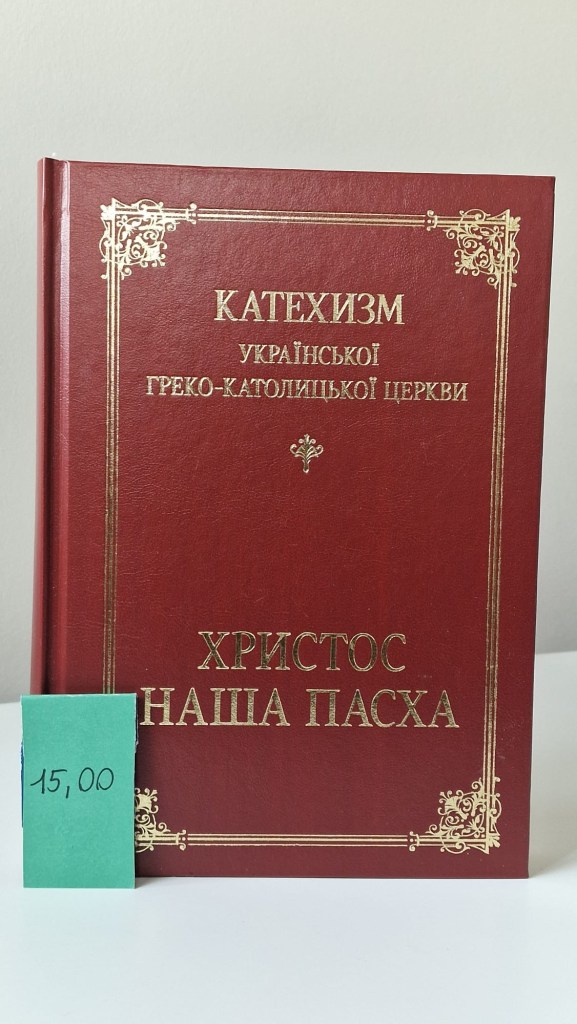 КАТЕХИЗМ
УКРАЇНСЬКОЇ
ГРЕКО-КАТОЛИЦЬКОЇ ЦЕРКВИ
ХРИСТОС
НАША ПАСХА
15,00